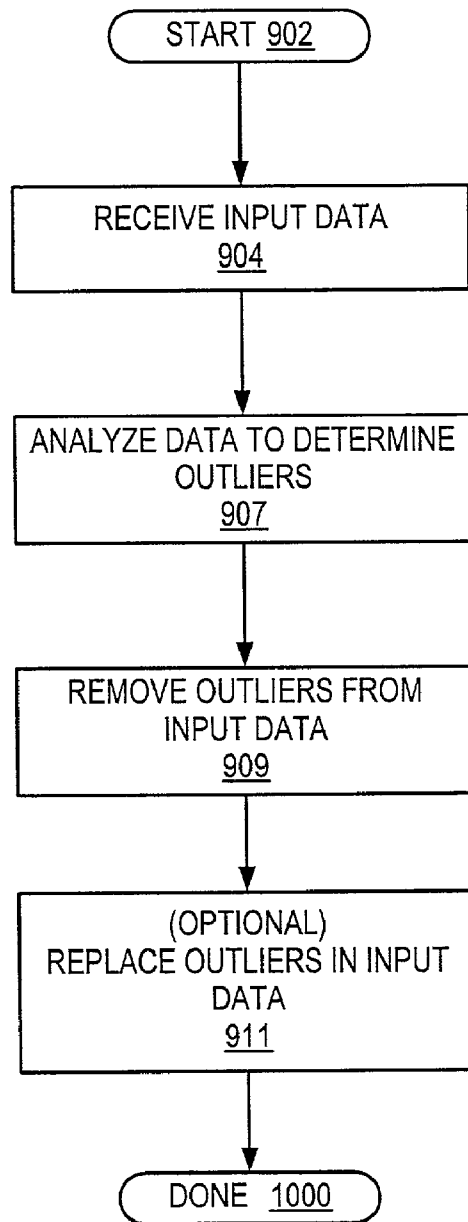 START 902
RECEIVE INPUT DATA
904
ANALYZE DATA TO DETERMINE
OUTLIERS
907
REMOVE OUTLIERS FROM
INPUT DATA
909
(OPTIONAL)
REPLACE OUTLIERS IN INPUT
DATA
911
DONE 1000